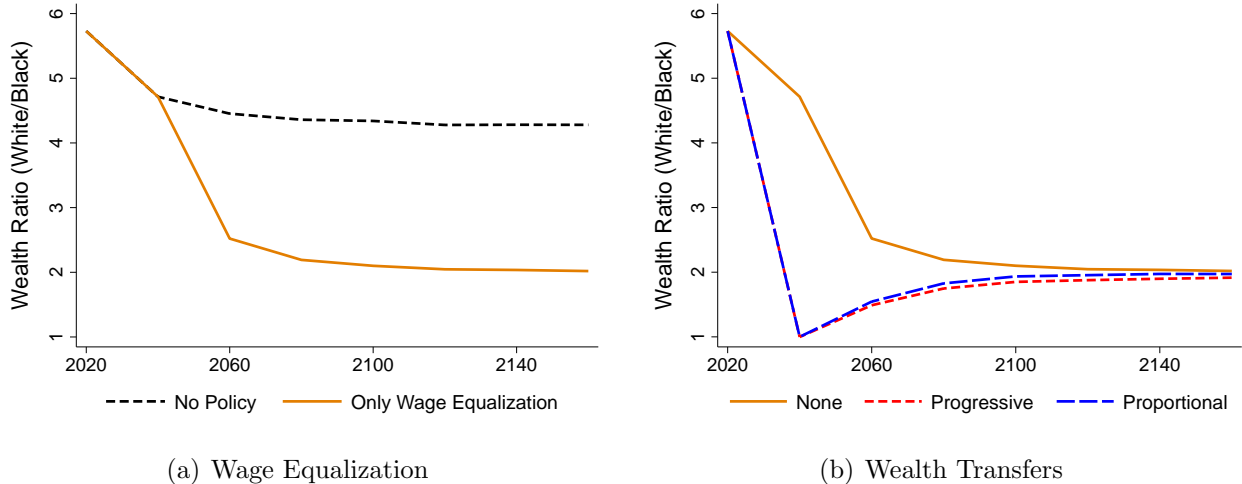 Wealth Ratio (White/Black)
6
5
4
3
2
1
2020 2060 2100 2140
No Policy Only Wage Equalization
(a) Wage Equalization
Wealth Ratio (White/Black)
6
5
4
3
2
1
2020 2060 2100 2140
None Progressive Proportional
(b) Wealth Transfers